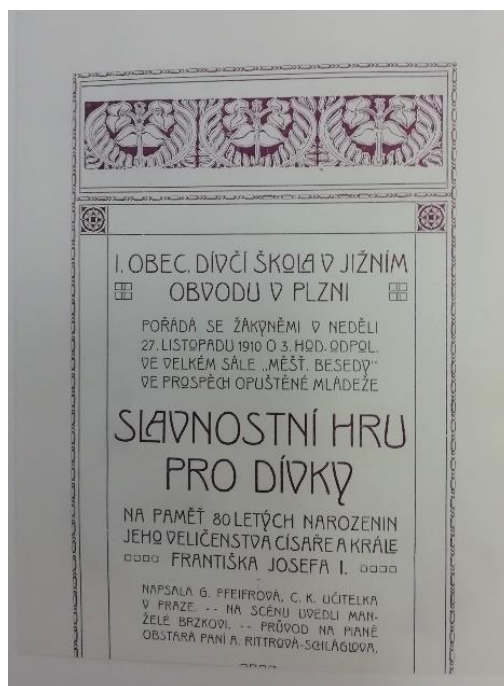 I. OBEC. DÍVČÍ ŠKOLA V JIŽNÍM
OBVODU V PLZNI
POŘÁDÁ SE ŽÁKYNĚMI V NEDĚLI
27. LISTOPADU 1910 O 3. HOD. ODPOL.
VE VELKÉM SÁLE „MĚŠŤ. BESEDY"
VE PROSPĚCH OPUŠTĚNÉ MLÁDEŽE
SLAVNOSTNÍ HRU
PRO DÍVKY
NA PAMĚŤ 80 LETÝCH NAROZENIN
JEHO VELIČENSTVA CÍSAŘE A KRÁLE
FRANTIŠKA JOSEFA I.
NAPSALA G. PFEIFROVÁ, C. K. UČITELKA
V PRAZE. -- NA SCÉNU UVEDLI MAN-
ŽELÉ BRZKOVI. -- PRŮVOD NA PIANĚ
OBSTARÁ PANÍ A. RITTROVÁ-SCHLÄGLOVÁ.